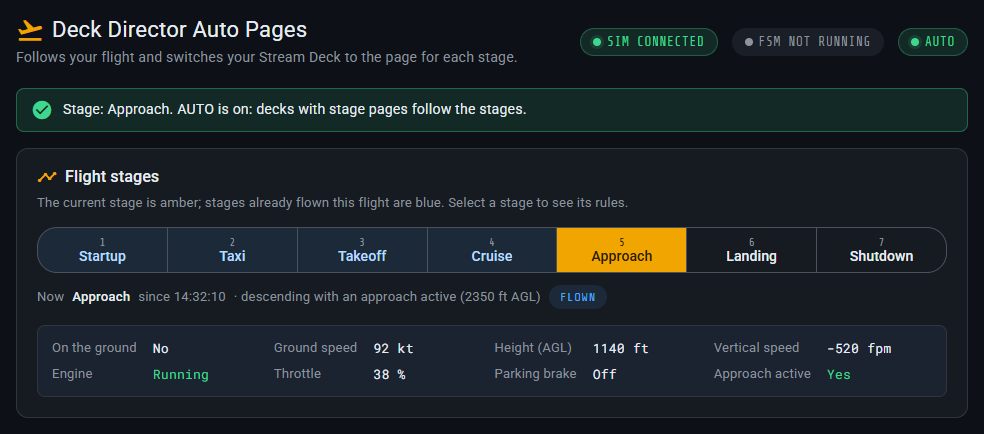 Deck Director Auto Pages
Follows your flight and switches your Stream Deck to the page for each stage.
SIM CONNECTED
FSM NOT RUNNING
AUTO
Stage: Approach. AUTO is on: decks with stage pages follow the stages.
Flight stages
The current stage is amber; stages already flown this flight are blue. Select a stage to see its rules.
1
Startup
2
Taxi
3
Takeoff
4
Cruise
5
Approach
6
Landing
7
Shutdown
Now Approach since 14:32:10 · descending with an approach active (2350 ft AGL) FLOWN
On the ground No Ground speed 92 kt Height (AGL) 1140 ft Vertical speed -520 fpm
Engine Running Throttle 38 % Parking brake Off Approach active Yes